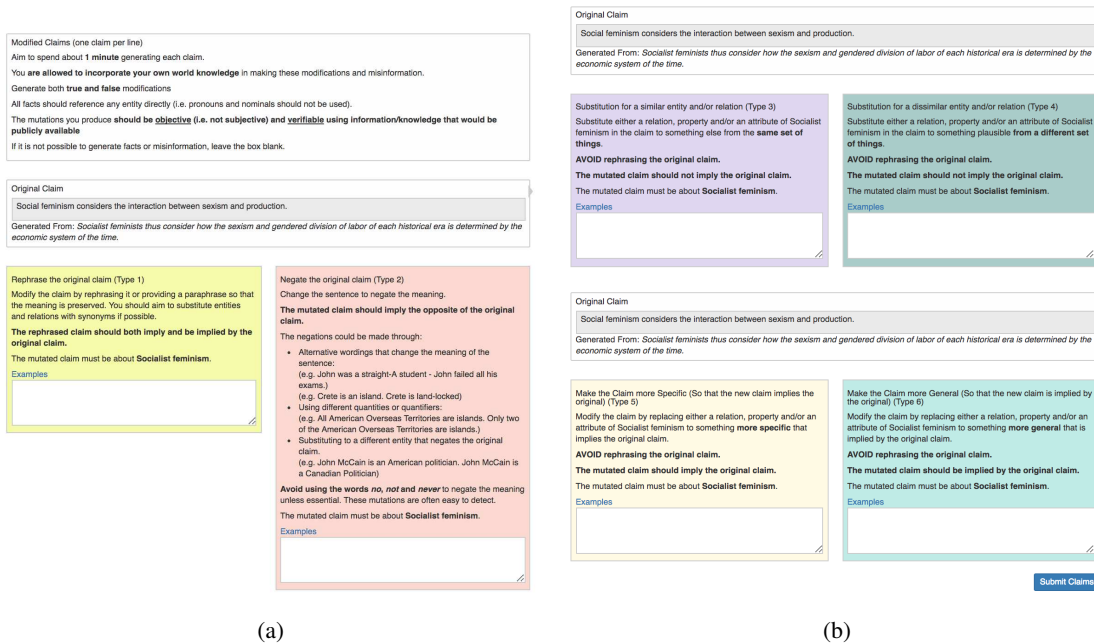 Modified Claims (one claim per line)
Aim to spend about 1 minute generating each claim.
You are allowed to incorporate your own world knowledge in making these modifications and misinformation.
Generate both true and false modifications
All facts should reference any entity directly (i.e. pronouns and nominals should not be used).
The mutations you produce should be objective (i.e. not subjective) and verifiable using information/knowledge that would be
publicly available
If it is not possible to generate facts or misinformation, leave the box blank.
Original Claim
Social feminism considers the interaction between sexism and production.
Generated From: Socialist feminists thus consider how the sexism and gendered division of labor of each historical era is determined by the
economic system of the time.
Rephrase the original claim (Type 1)
Modify the claim by rephrasing it or providing a paraphrase so that
the meaning is preserved. You should aim to substitute entities
and relations with synonyms if possible.
The rephrased claim should both imply and be implied by the
original claim.
The mutated claim must be about Socialist feminism.
Examples
Negate the original claim (Type 2)
Change the sentence to negate the meaning.
The mutated claim should imply the opposite of the original
claim.
The negations could be made through:
• Alternative wordings that change the meaning of the
sentence:
(e.g. John was a straight-A student - John failed all his
exams.)
(e.g. Crete is an island. Crete is land-locked)
• Using different quantities or quantifiers:
(e.g. All American Overseas Territories are islands. Only two
of the American Overseas Territories are islands.)
• Substituting to a different entity that negates the original
claim.
(e.g. John McCain is an American politician. John McCain is
a Canadian Politician)
Avoid using the words no, not and never to negate the meaning
unless essential. These mutations are often easy to detect.
The mutated claim must be about Socialist feminism.
Examples
(a)
Original Claim
Social feminism considers the interaction between sexism and production.
Generated From: Socialist feminists thus consider how the sexism and gendered division of labor of each historical era is determined by the
economic system of the time.
Substitution for a similar entity and/or relation (Type 3)
Substitute either a relation, property and/or an attribute of Socialist
feminism in the claim to something else from the same set of
things.
AVOID rephrasing the original claim.
The mutated claim should not imply the original claim.
The mutated claim must be about Socialist feminism.
Examples
Substitution for a dissimilar entity and/or relation (Type 4)
Substitute either a relation, property and/or an attribute of Socialist
feminism in the claim to something plausible from a different set
of things.
AVOID rephrasing the original claim.
The mutated claim should not imply the original claim.
The mutated claim must be about Socialist feminism.
Examples
Original Claim
Social feminism considers the interaction between sexism and production.
Generated From: Socialist feminists thus consider how the sexism and gendered division of labor of each historical era is determined by the
economic system of the time.
Make the Claim more Specific (So that the new claim implies the
original) (Type 5)
Modify the claim by replacing either a relation, property and/or an
attribute of Socialist feminism to something more specific that
implies the original claim.
AVOID rephrasing the original claim.
The mutated claim should imply the original claim.
The mutated claim must be about Socialist feminism.
Examples
Make the Claim more General (So that the new claim is implied by
the original) (Type 6)
Modify the claim by replacing either a relation, property and/or an
attribute of Socialist feminism to something more general that is
implied by the original claim.
AVOID rephrasing the original claim.
The mutated claim should be implied by the original claim.
The mutated claim must be about Socialist feminism.
Examples
Submit Claims
(b)